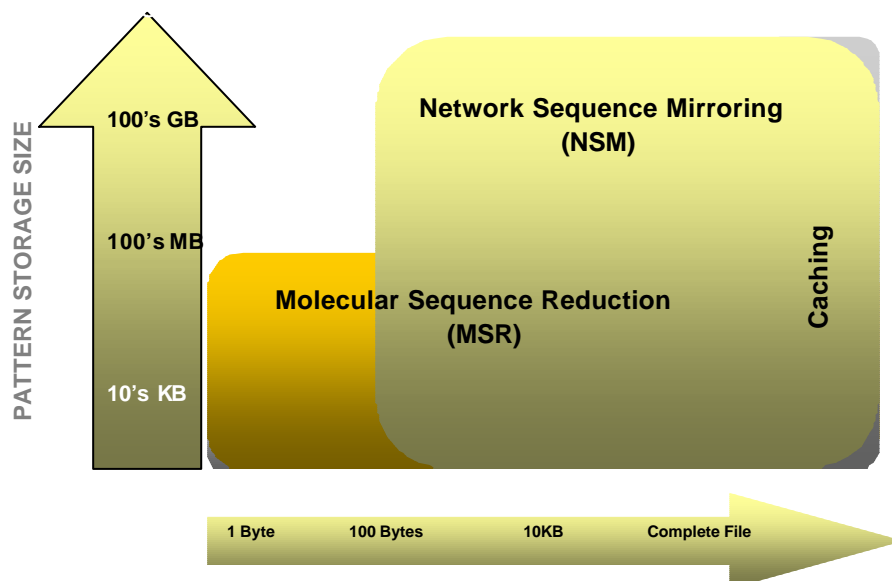 PATTERN STORAGE SIZE
100's GB
100's MB
10's KB
Network Sequence Mirroring
(NSM)
Molecular Sequence Reduction
(MSR)
Caching
1 Byte
100 Bytes
10KB
Complete File